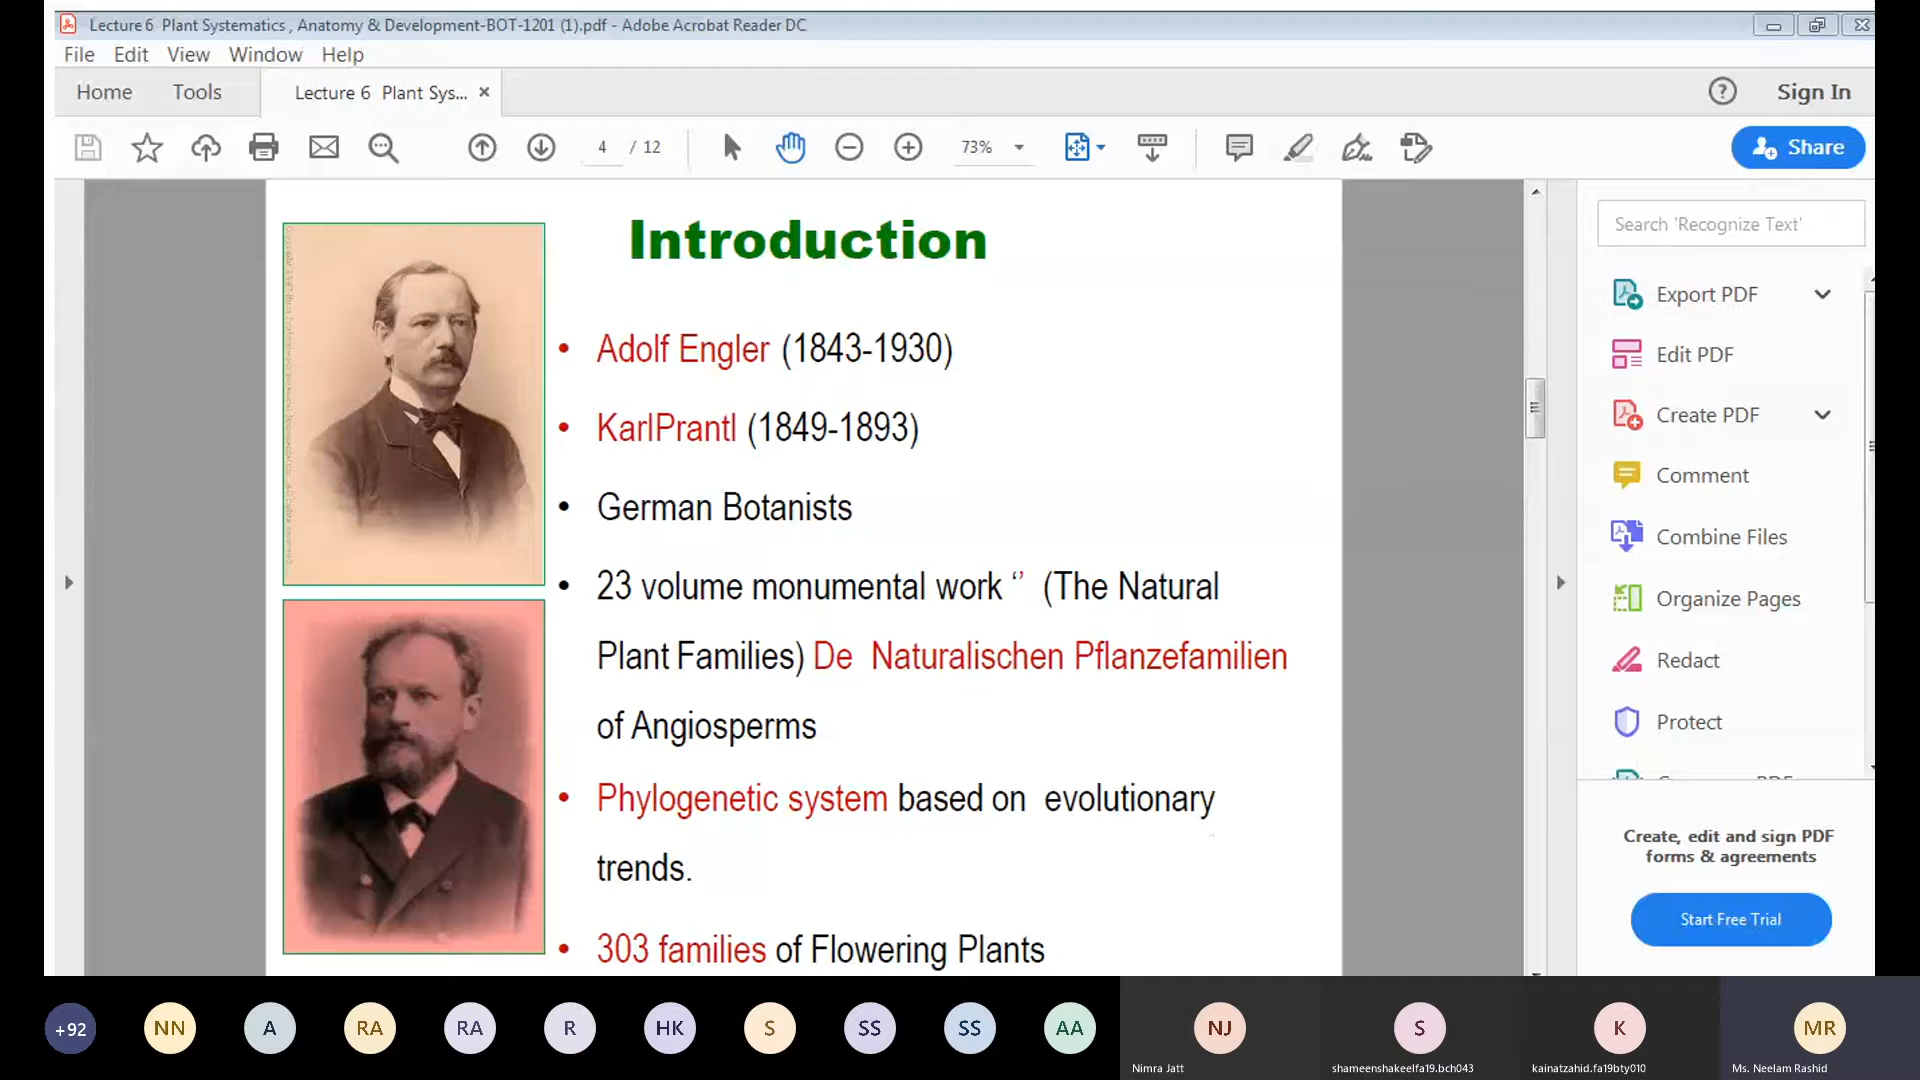 Lecture 6 Plant Systematics , Anatomy & Development-BOT-1201 (1).pdf - Adobe Acrobat Reader DC
File Edit View Window Help
Home Tools Lecture 6 Plant Sys... × ? Sign In
4 / 12 73% Share
Search 'Recognize Text'
Export PDF
Edit PDF
Create PDF
Comment
Combine Files
Organize Pages
Redact
Protect
Create, edit and sign PDF
forms & agreements
Start Free Trial
Introduction
• Adolf Engler (1843-1930)
• KarlPrantl (1849-1893)
• German Botanists
• 23 volume monumental work ‘’ (The Natural
Plant Families) De Naturalischen Pflanzefamilien
of Angiosperms
• Phylogenetic system based on evolutionary
trends.
• 303 families of Flowering Plants
+92 NN A RA RA R HK S SS SS AA NJ S K MR
Nimra Jatt shameenshakeelfa19.bch043 kainatzahid.fa19bty010 Ms. Neelam Rashid